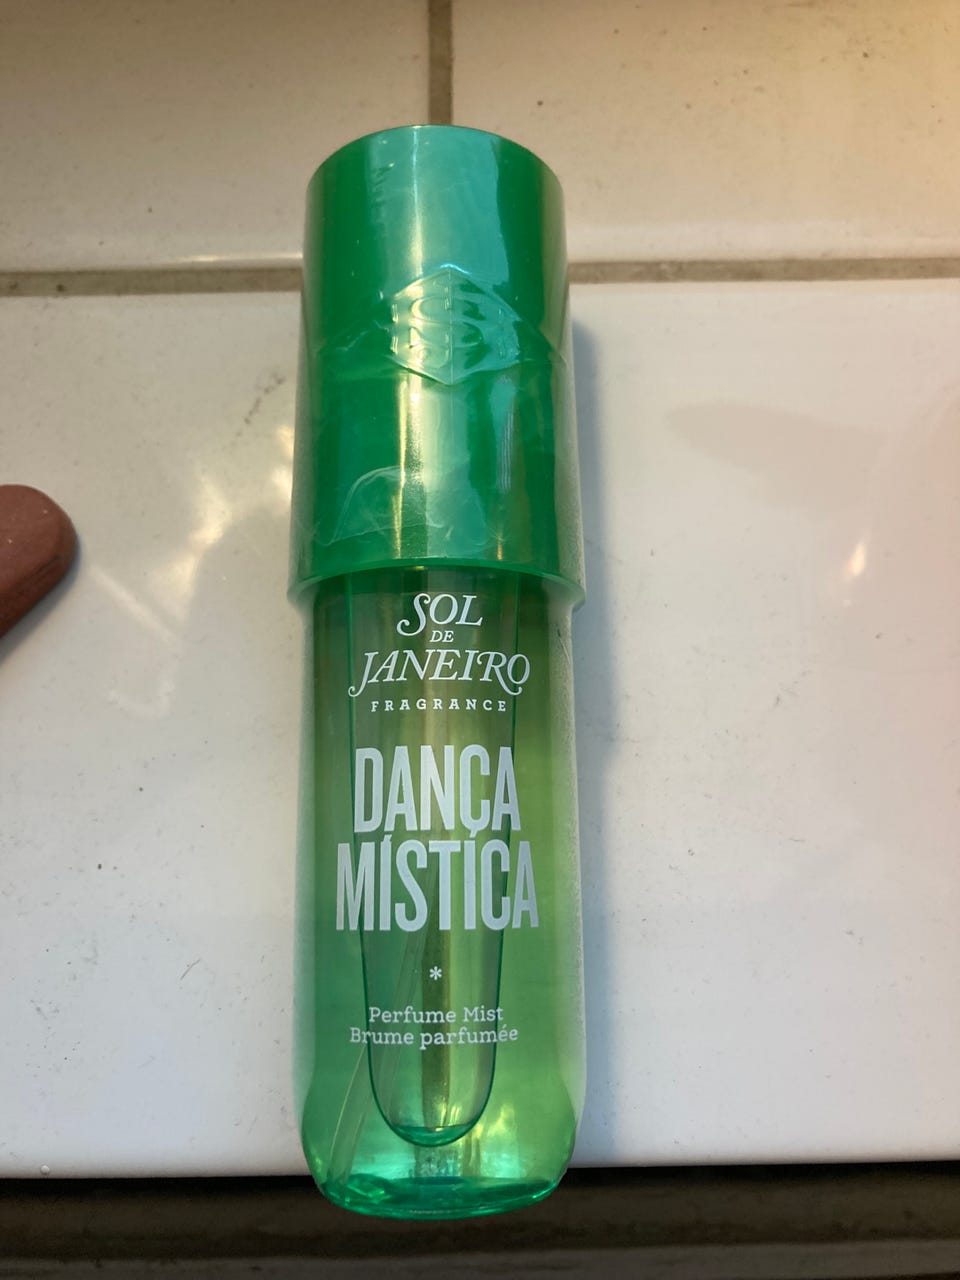 SOL
DE
JANEIRO
FRAGRANCE
DANÇA
MÍSTICA
*
Perfume Mist
Brume parfumée